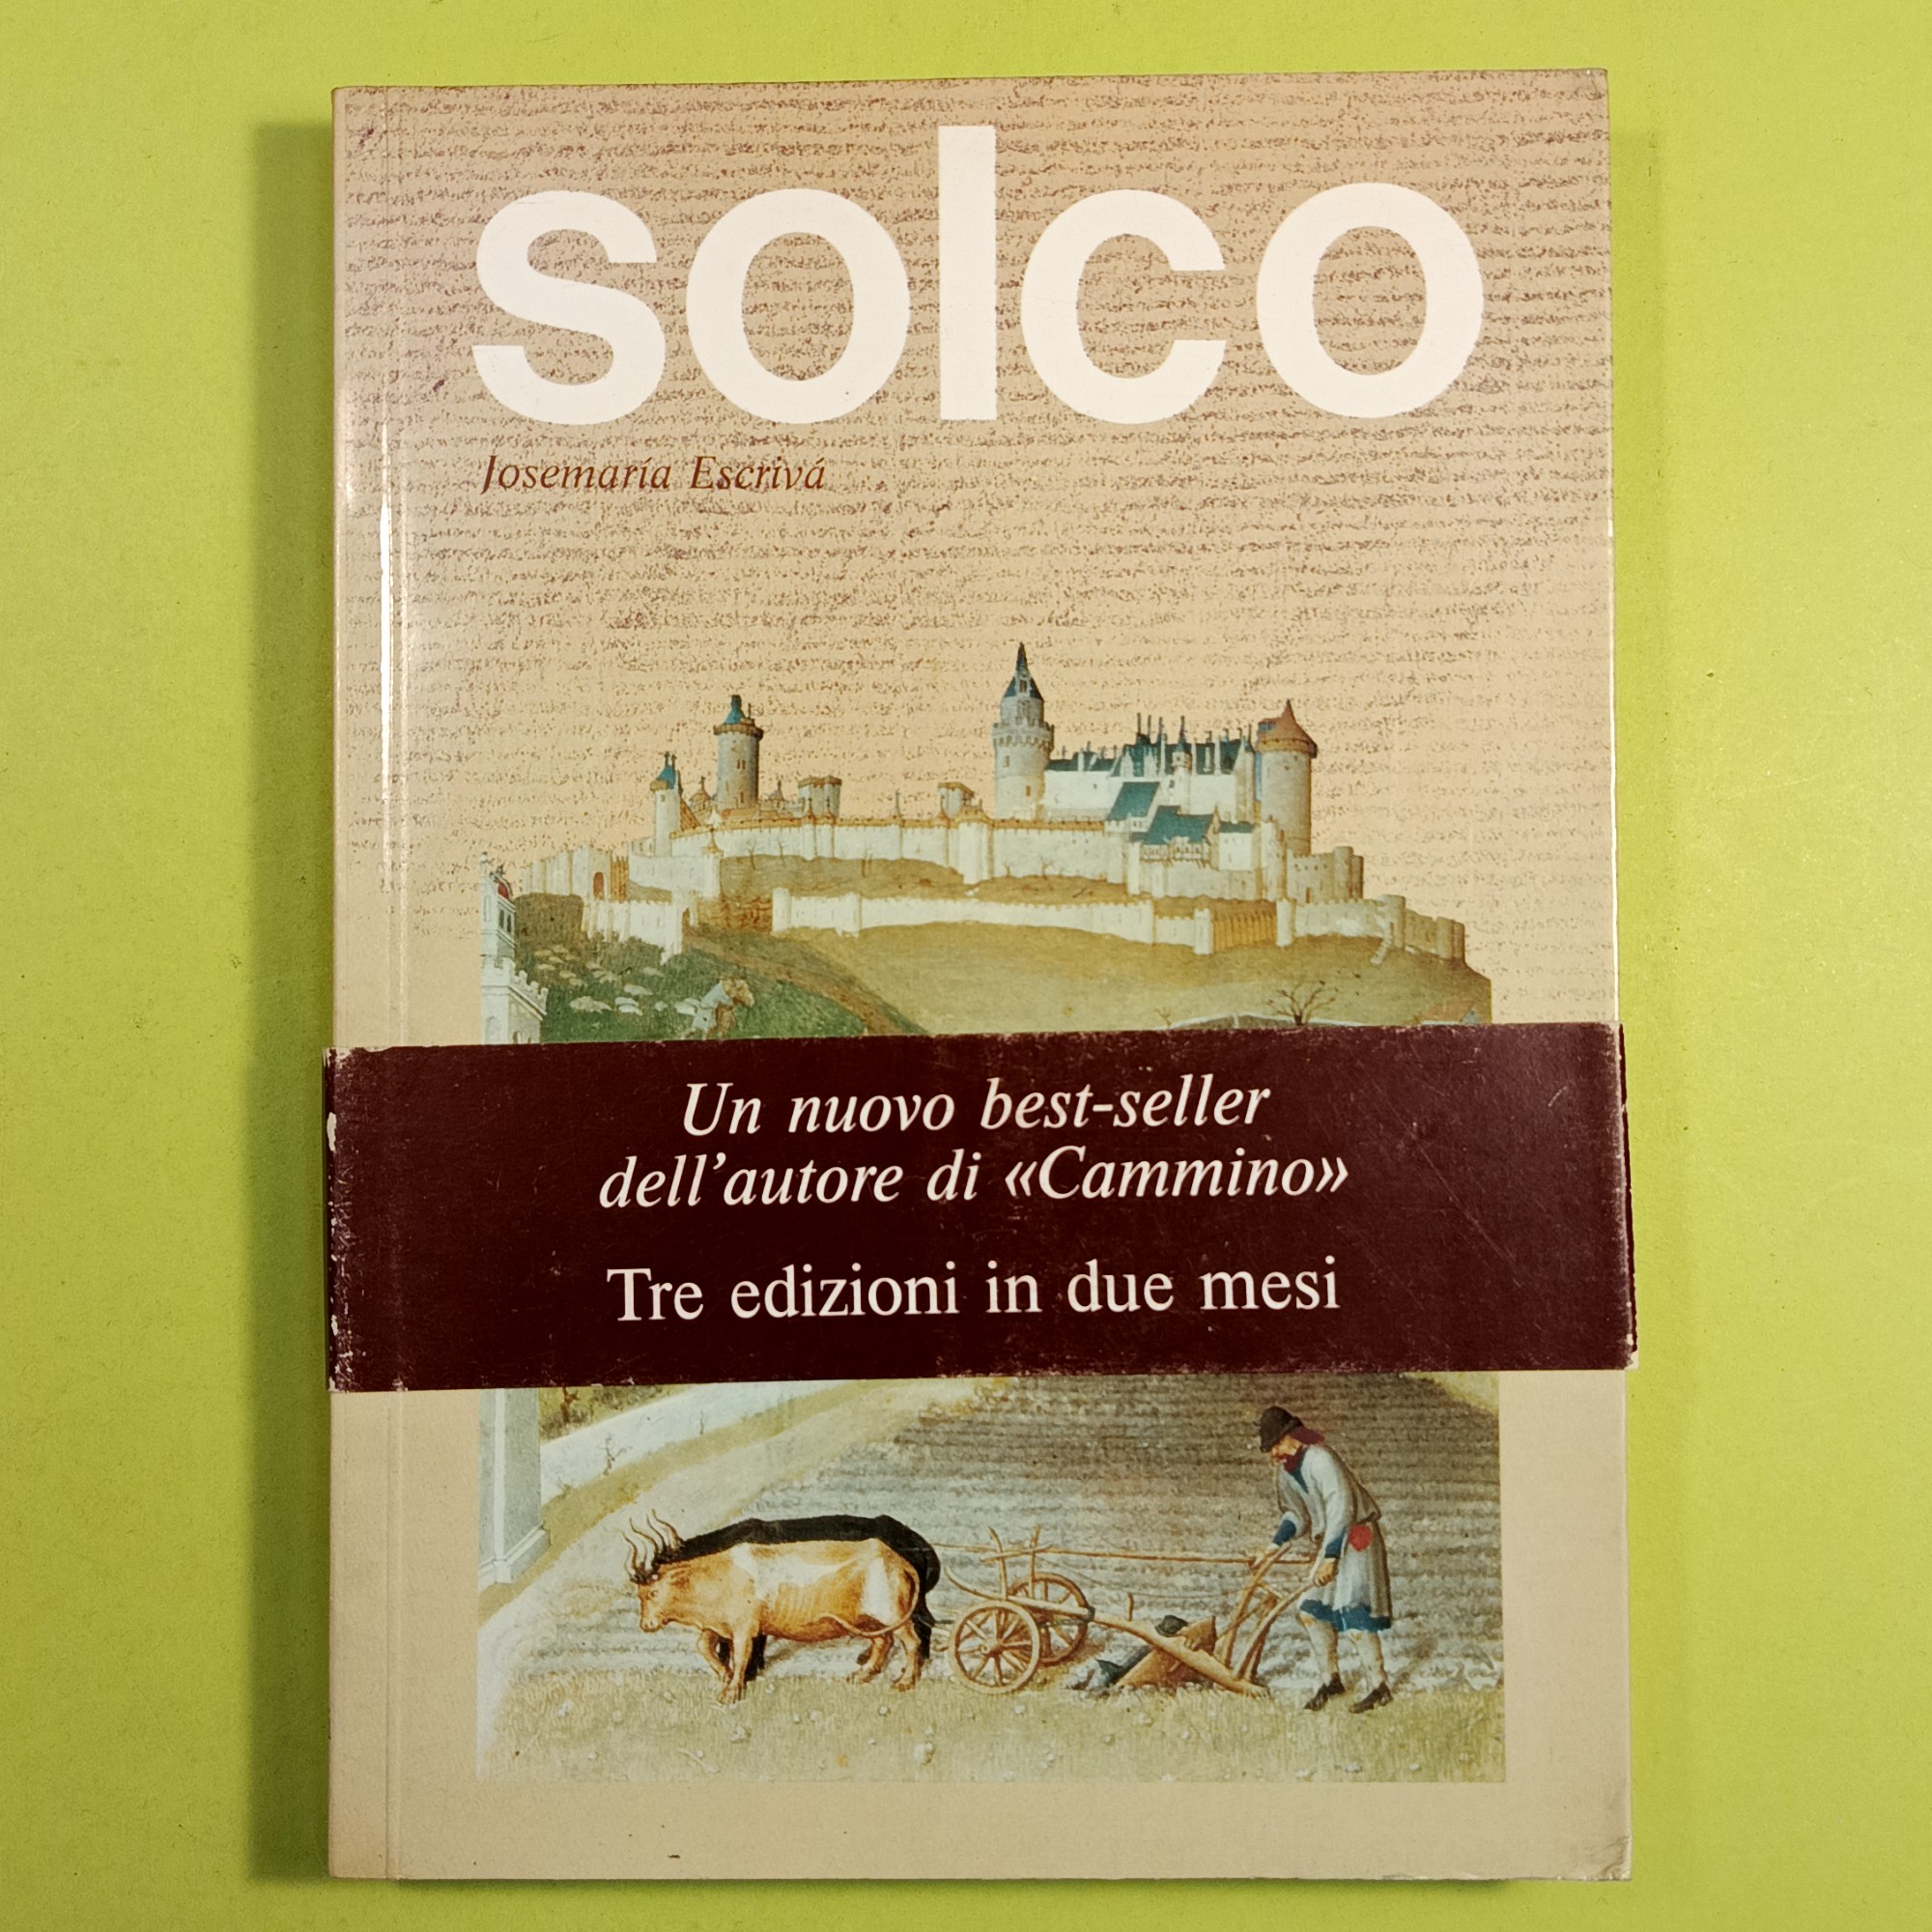 solco
Josemaría Escrivá
Un nuovo best-seller
dell'autore di «Cammino»
Tre edizioni in due mesi